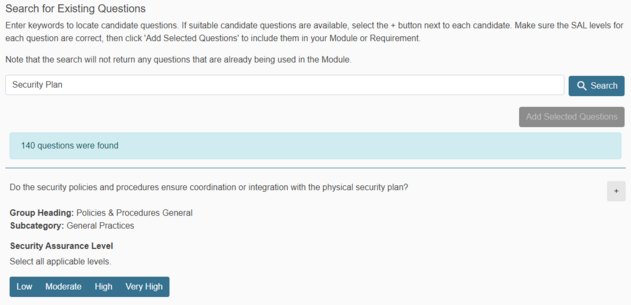 Search for Existing Questions
Enter keywords to locate candidate questions. If suitable candidate questions are available, select the + button next to each candidate. Make sure the SAL levels for
each question are correct, then click 'Add Selected Questions' to include them in your Module or Requirement.
Note that the search will not return any questions that are already being used in the Module.
Security Plan
Search
Add Selected Questions
140 questions were found
Do the security policies and procedures ensure coordination or integration with the physical security plan?
+
Group Heading: Policies & Procedures General
Subcategory: General Practices
Security Assurance Level
Select all applicable levels.
Low Moderate High Very High